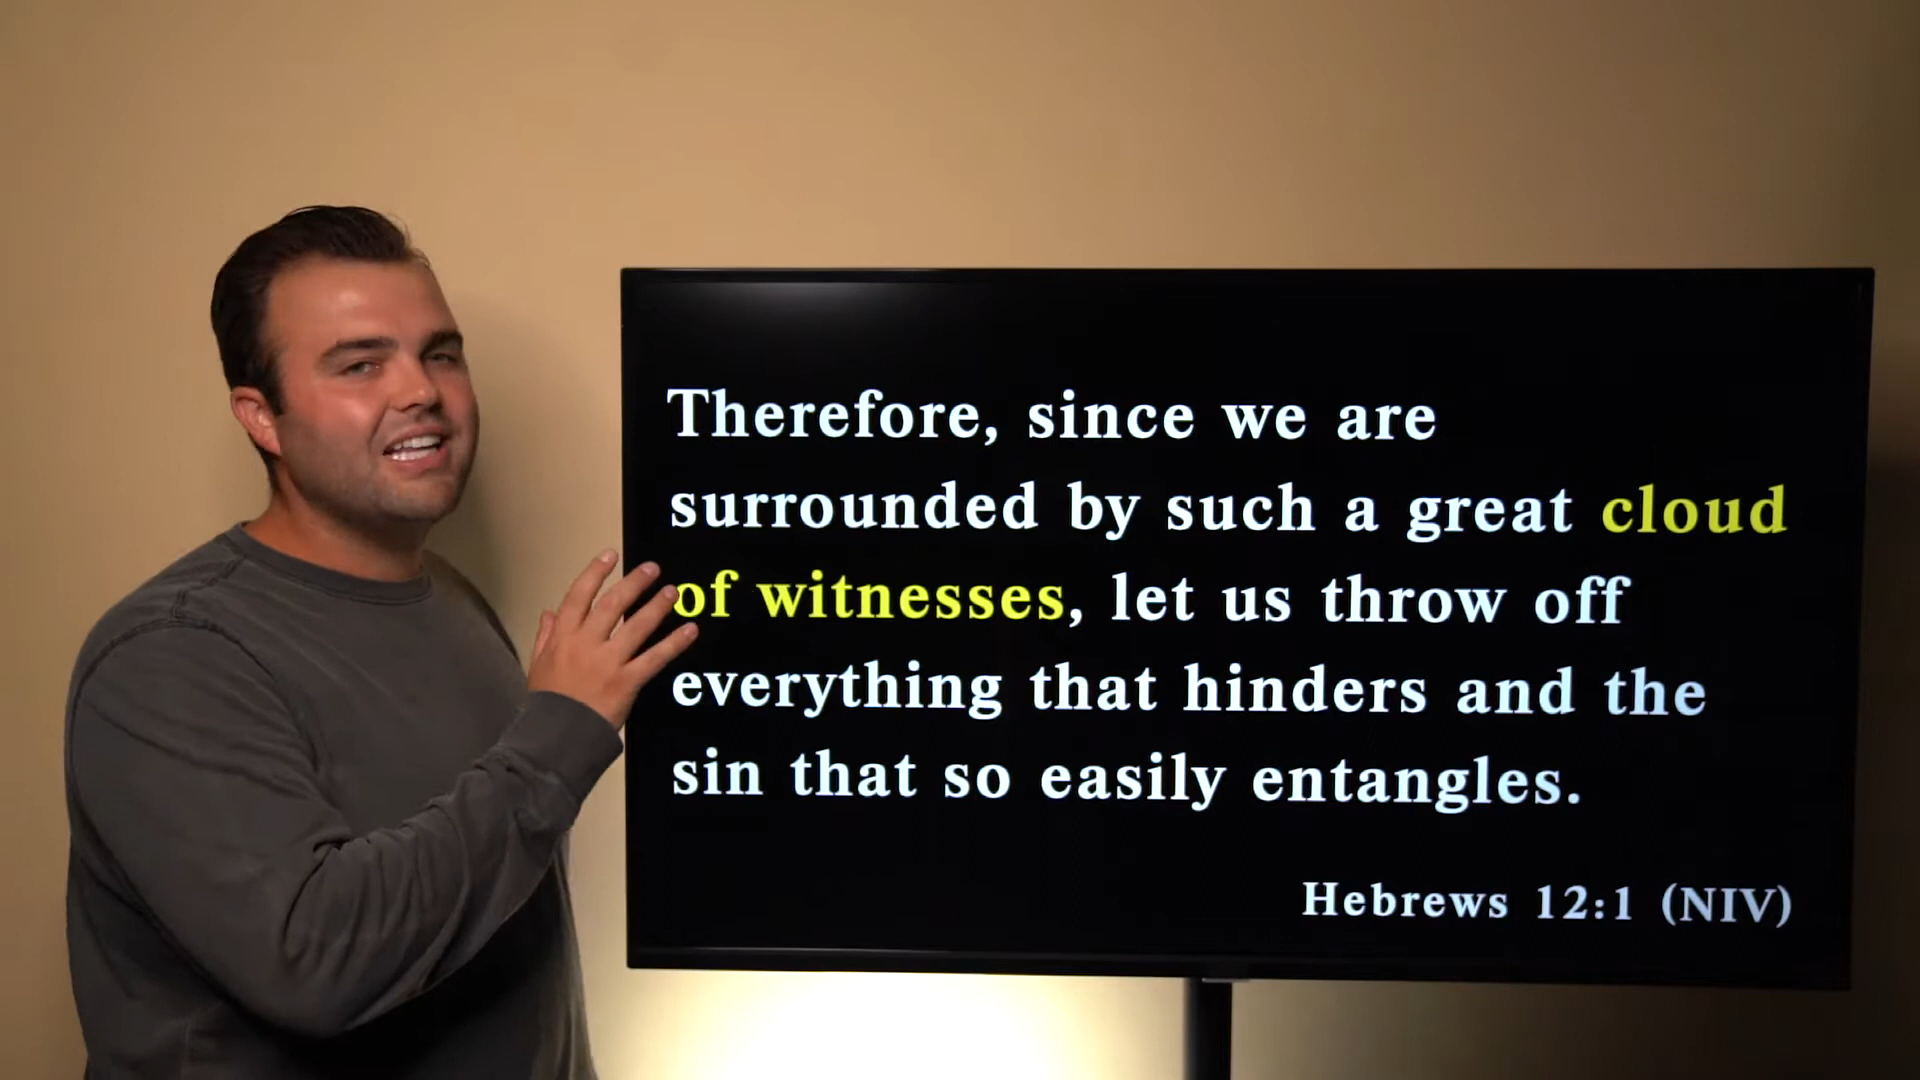 Therefore, since we are
surrounded by such a great cloud
of witnesses, let us throw off
everything that hinders and the
sin that so easily entangles.
Hebrews 12:1 (NIV)